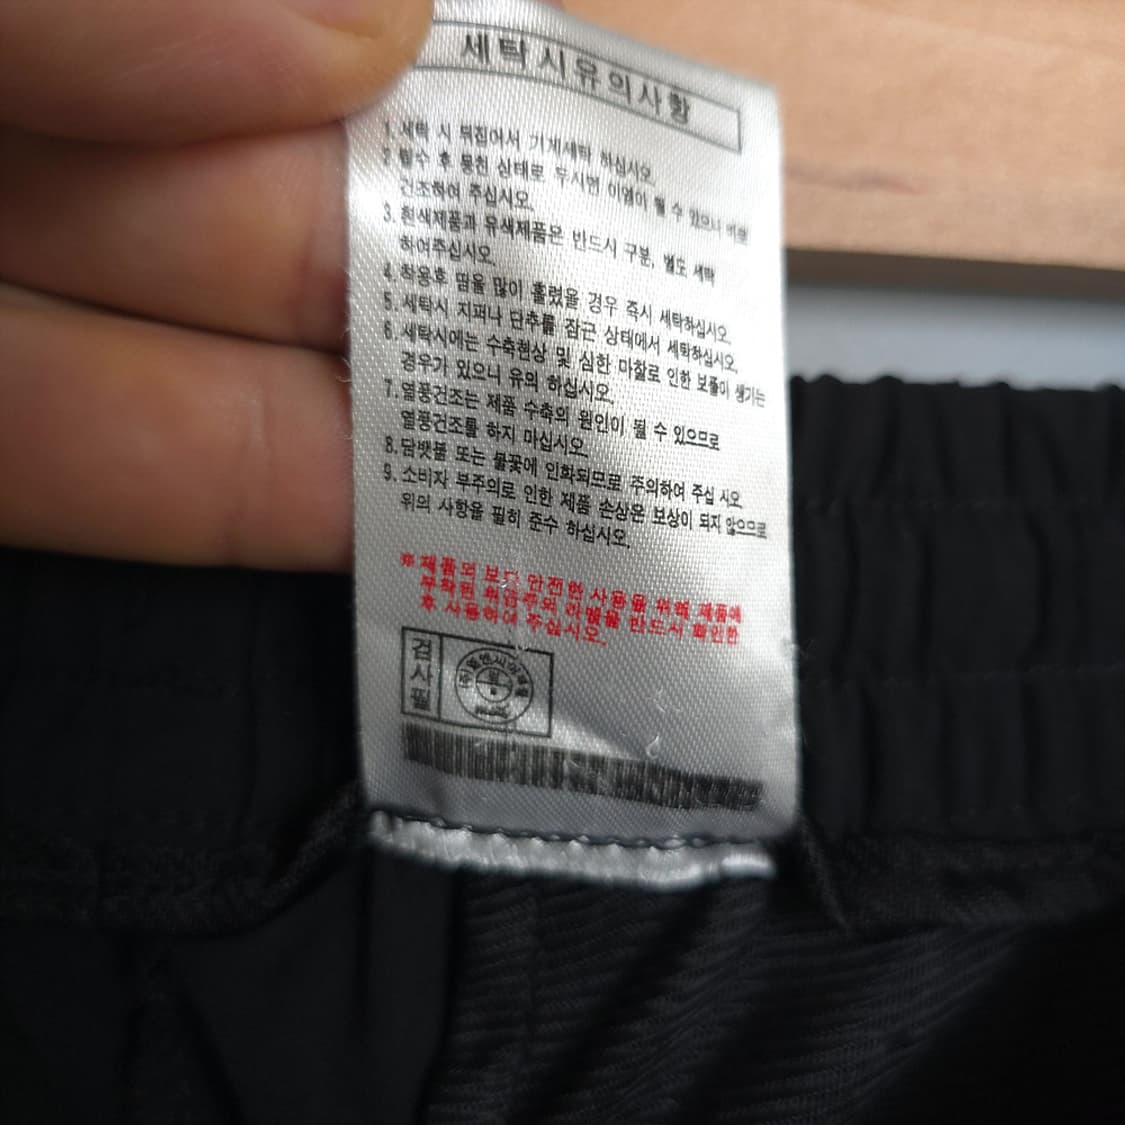 세탁시유의사항
1. 세탁 시 뒤집어서 기계세탁 하십시오.
2. 탈수 후 뭉친 상태로 두시면 이염이 될 수 있으니 바로
건조하여 주십시오.
3. 흰색제품과 유색제품은 반드시 구분, 별도 세탁
하여주십시오.
4. 착용후 땀을 많이 흘렸을 경우 즉시 세탁하십시오.
5. 세탁시 지퍼나 단추를 잠근 상태에서 세탁하십시오.
6. 세탁시에는 수축현상 및 심한 마찰로 인한 보풀이 생기는
경우가 있으니 유의 하십시오.
7. 열풍건조는 제품 수축의 원인이 될 수 있으므로
열풍건조를 하지 마십시오.
8. 담뱃불 또는 불꽃에 인화되므로 주의하여 주십 시오.
9. 소비자 부주의로 인한 제품 손상은 보상이 되지 않으므로
위의 사항을 필히 준수 하십시오.
※제품의 보다 안전한 사용을 위해 제품에
부착된 취급주의 라벨을 반드시 확인한
후 사용하여 주십시오.
검사필